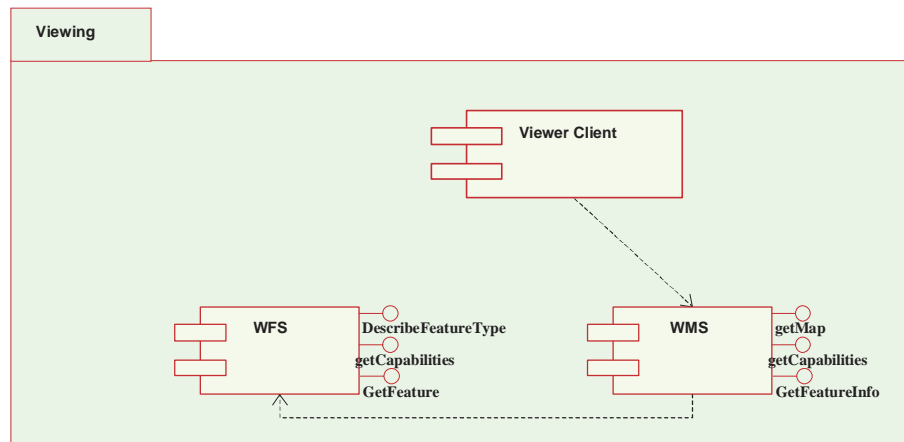 Viewing
Viewer Client
WFS
DescribeFeatureType
getCapabilities
GetFeature
WMS
getMap
getCapabilities
GetFeatureInfo